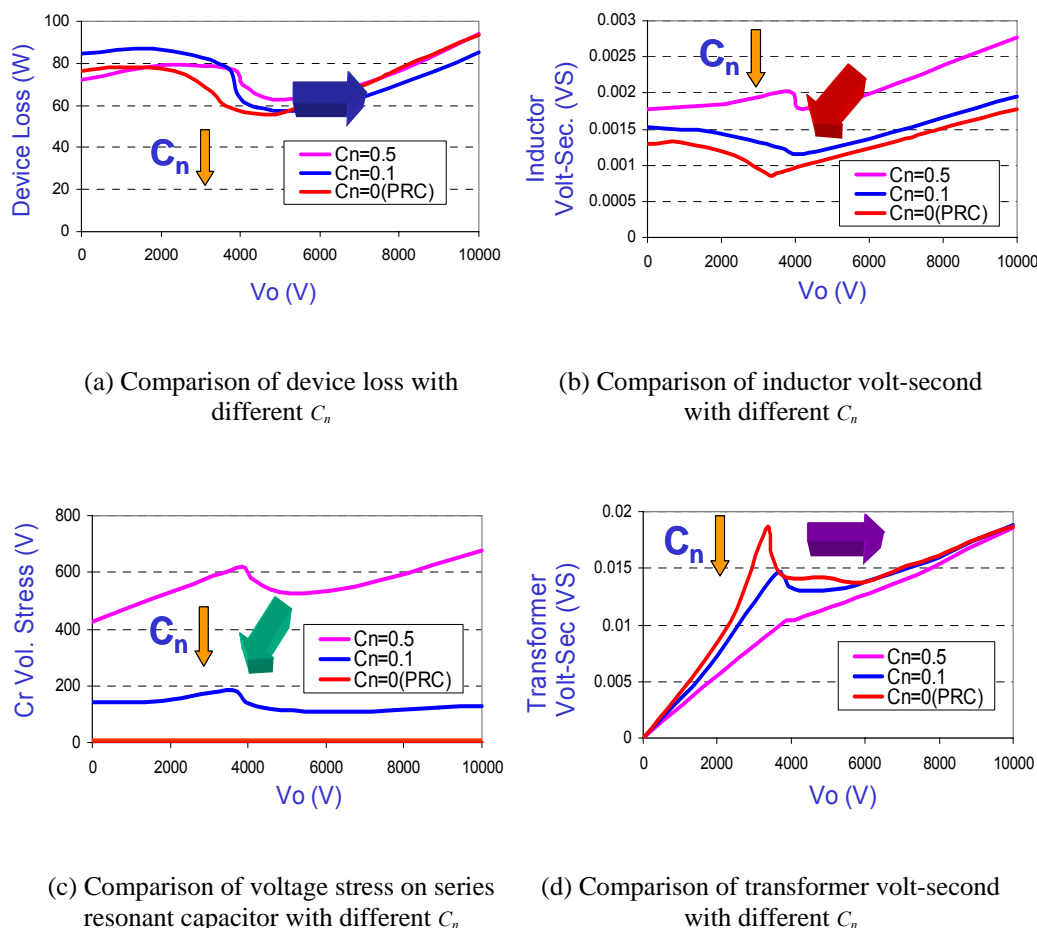 100
80
60
40
20
0
Device Loss (W)
Cn
Cn=0.5
Cn=0.1
Cn=0(PRC)
0 2000 4000 6000 8000 10000
Vo (V)
(a) Comparison of device loss with
different Cn
0.003
0.0025
0.002
0.0015
0.001
0.0005
0
Inductor
Volt-Sec. (VS)
Cn
Cn=0.5
Cn=0.1
Cn=0(PRC)
0 2000 4000 6000 8000 10000
Vo (V)
(b) Comparison of inductor volt-second
with different Cn
800
600
400
200
0
Cr Vol. Stress (V)
Cn
Cn=0.5
Cn=0.1
Cn=0(PRC)
0 2000 4000 6000 8000 10000
Vo (V)
(c) Comparison of voltage stress on series
resonant capacitor with different Cn
0.02
0.015
0.01
0.005
0
Transformer
Volt-Sec (VS)
Cn
Cn=0.5
Cn=0.1
Cn=0(PRC)
0 2000 4000 6000 8000 10000
Vo (V)
(d) Comparison of transformer volt-second
with different Cn